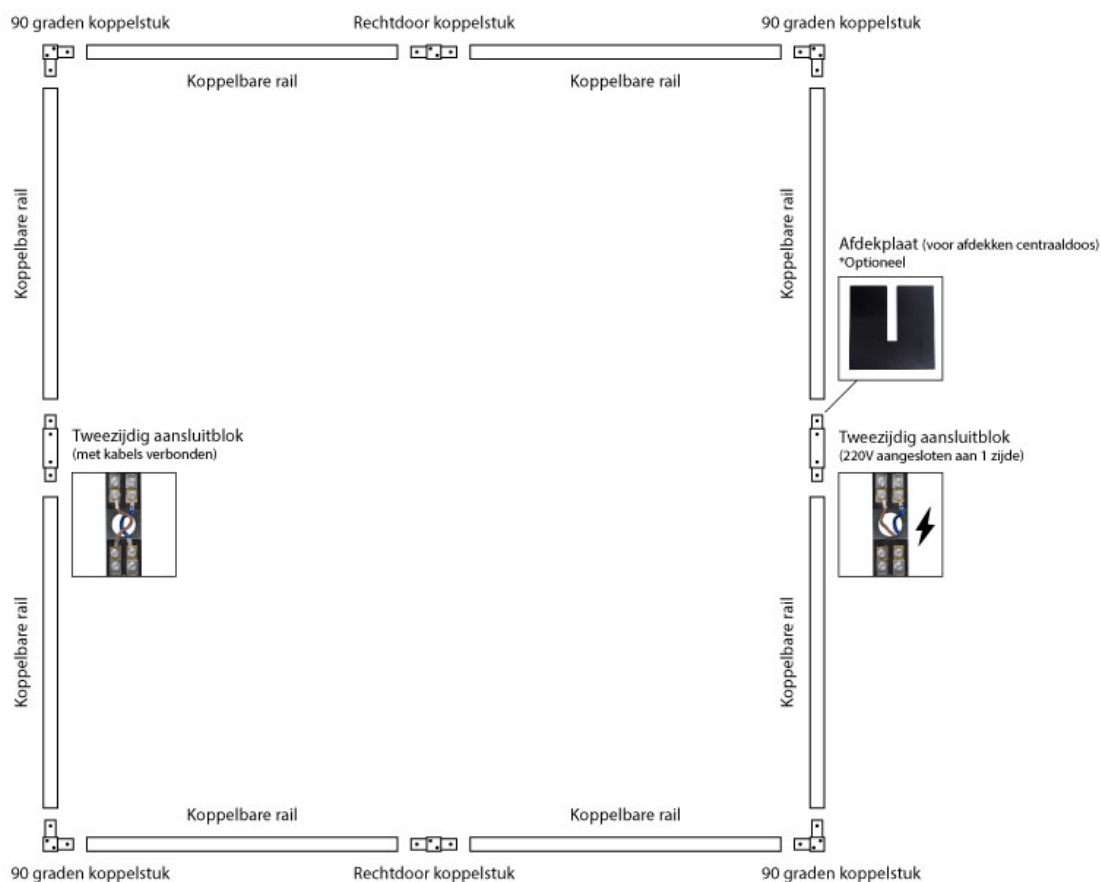 90 graden koppelstuk
Rechtdoor koppelstuk
90 graden koppelstuk
Koppelbare rail
Koppelbare rail
Koppelbare rail
Koppelbare rail
Afdekplaat (voor afdekken centraaldoos)
*Optioneel
Tweezijdig aansluitblok
(met kabels verbonden)
Tweezijdig aansluitblok
(220V aangesloten aan 1 zijde)
Koppelbare rail
Koppelbare rail
Koppelbare rail
Koppelbare rail
90 graden koppelstuk
Rechtdoor koppelstuk
90 graden koppelstuk